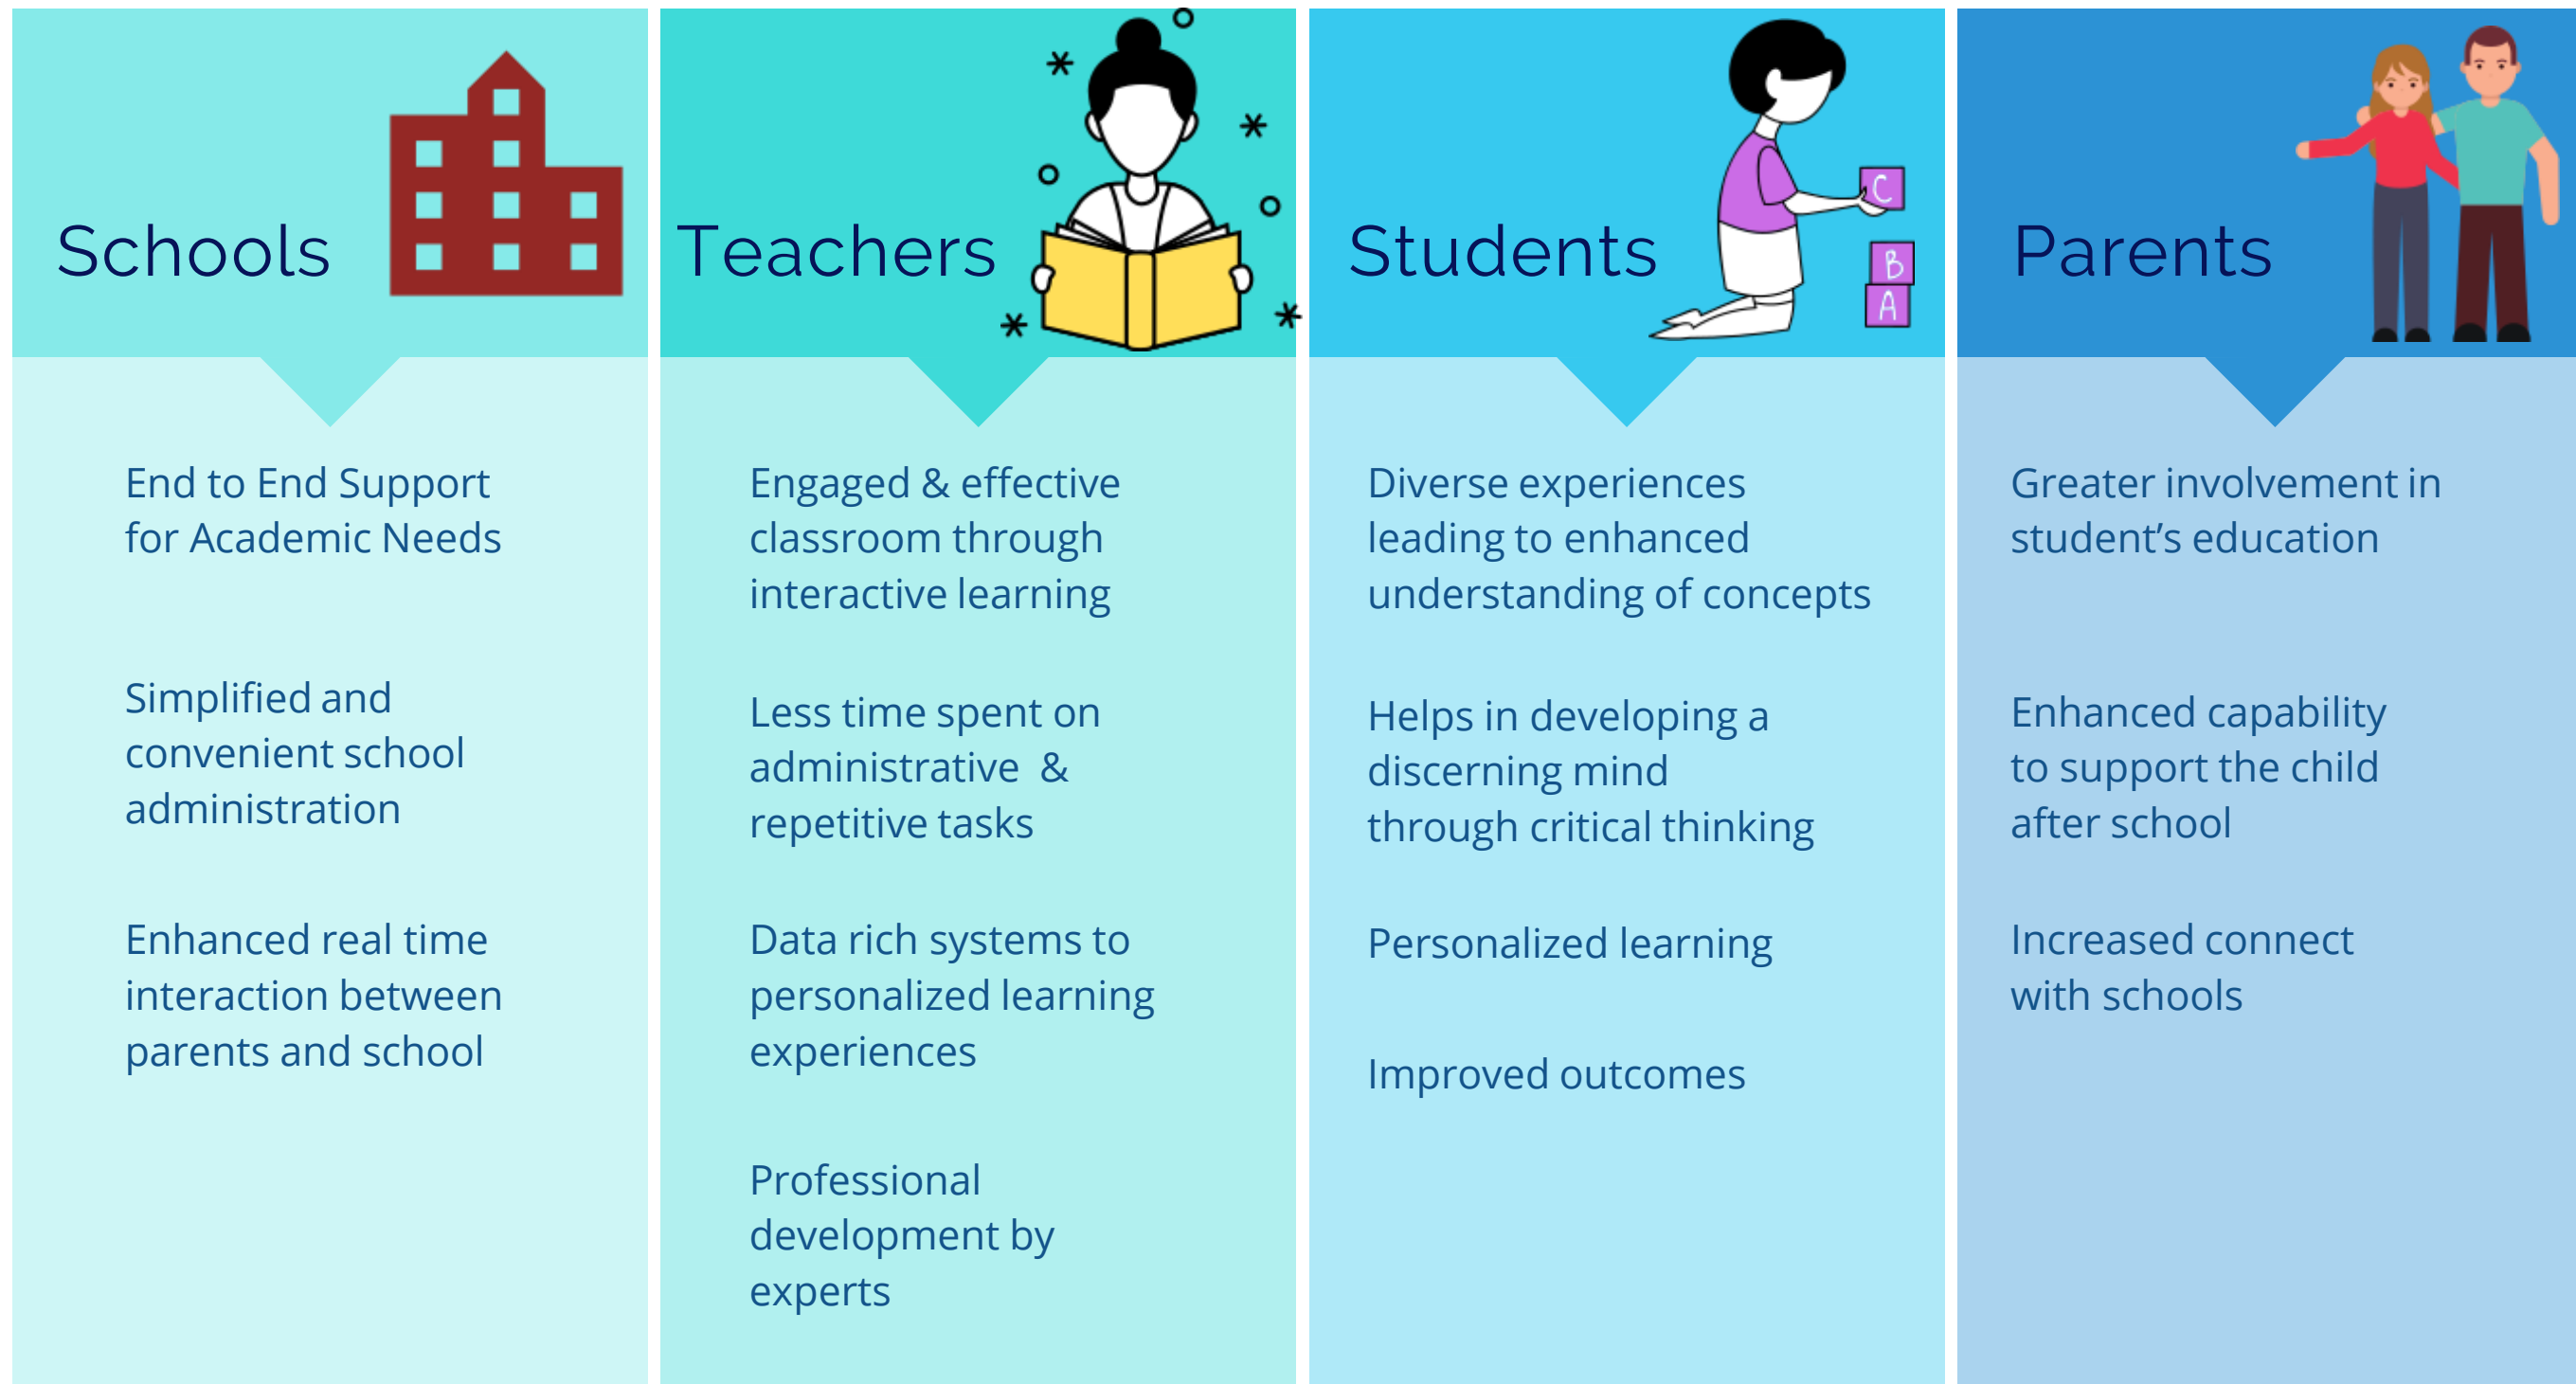 Schools
End to End Support
for Academic Needs
Simplified and
convenient school
administration
Enhanced real time
interaction between
parents and school
Teachers
Engaged & effective
classroom through
interactive learning
Less time spent on
administrative  &
repetitive tasks
Data rich systems to
personalized learning
experiences
Professional
development by
experts
Students
C
B
A
Diverse experiences
leading to enhanced
understanding of concepts
Helps in developing a
discerning mind
through critical thinking
Personalized learning
Improved outcomes
Parents
Greater involvement in
student’s education
Enhanced capability
to support the child
after school
Increased connect
with schools